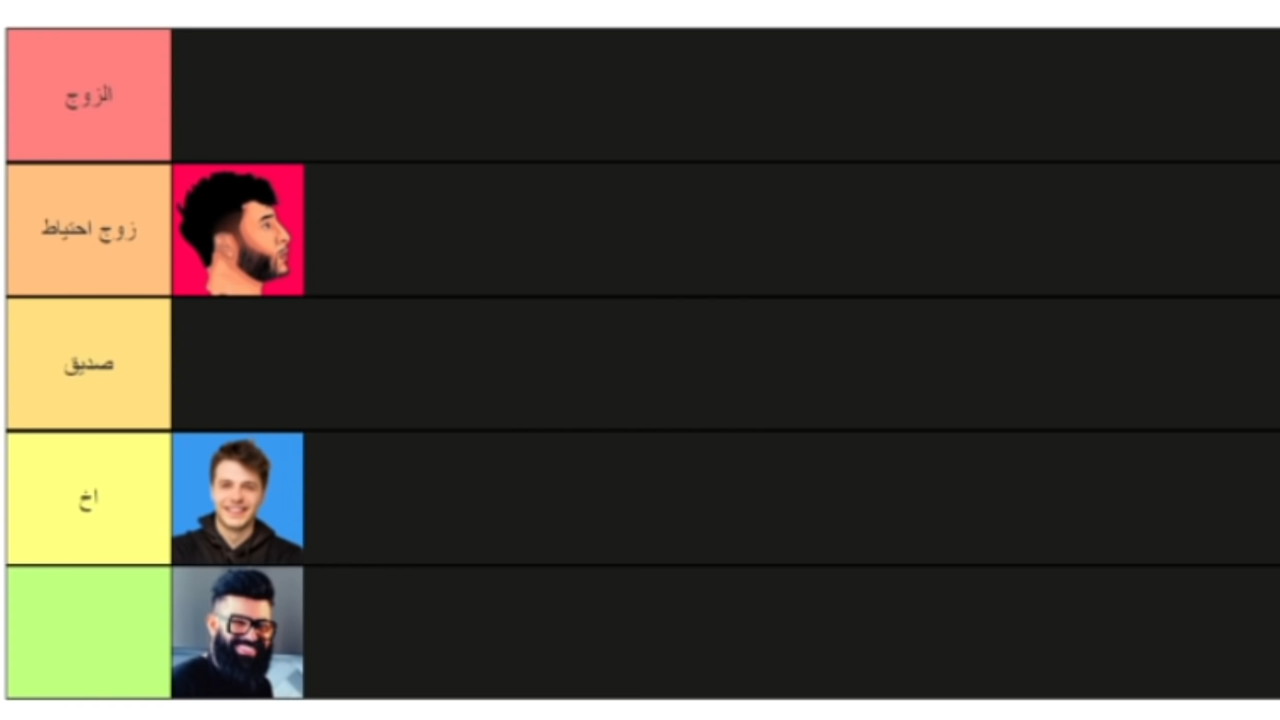 الزوج
زوج احتياط
صديق
اخ